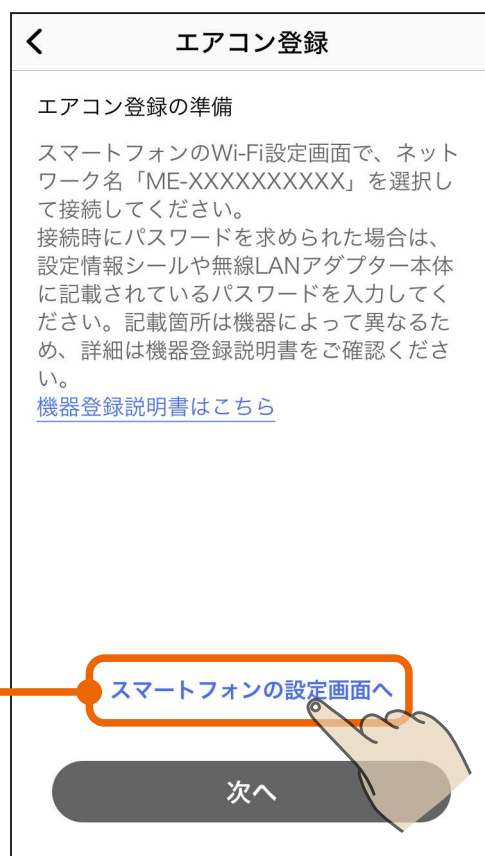 エアコン登録
エアコン登録の準備
スマートフォンのWi-Fi設定画面で、ネット
ワーク名「ME-XXXXXXXXXX」を選択し
て接続してください。
接続時にパスワードを求められた場合は、
設定情報シールや無線LANアダプター本体
に記載されているパスワードを入力してく
ださい。記載箇所は機器によって異なるた
め、詳細は機器登録説明書をご確認くださ
い。
機器登録説明書はこちら
スマートフォンの設定画面へ
次へ